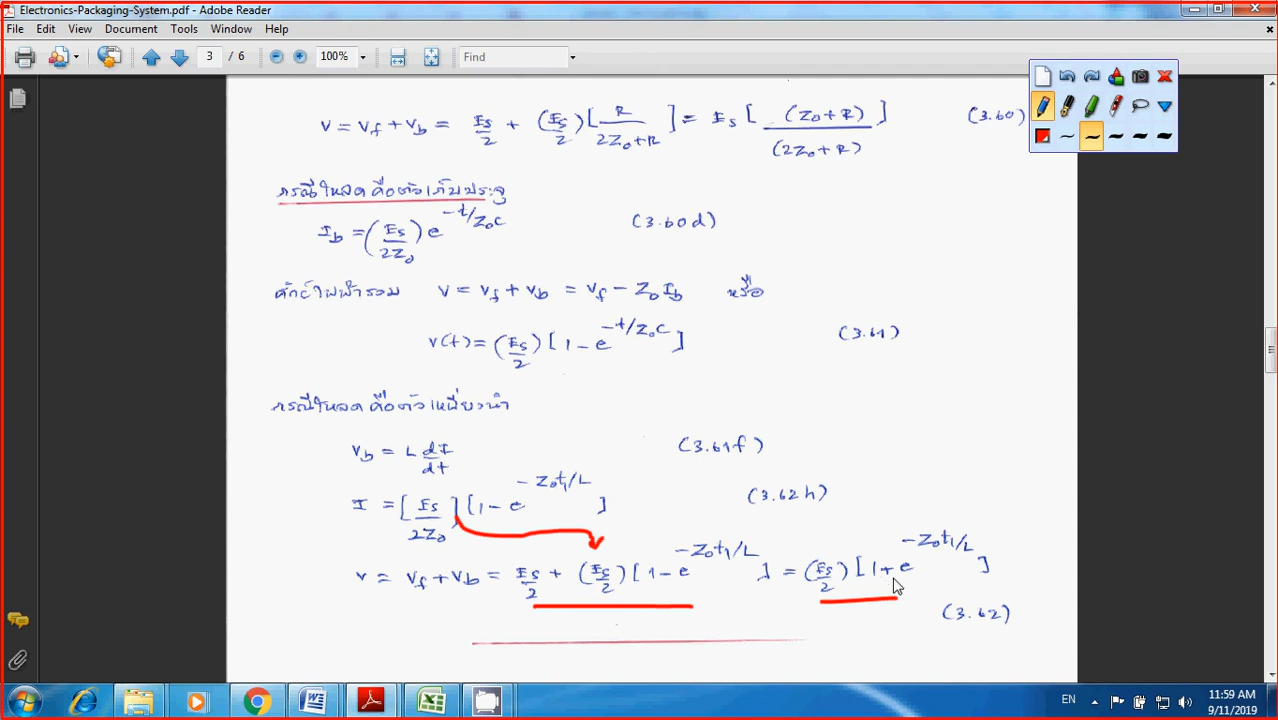 Electronics-Packaging-System.pdf - Adobe Reader
File Edit View Document Tools Window Help
3 / 6 100% Find
V = Vf + Vb = Es/2 + (Es/2) [R/(2Z0+R)] = Es [(Z0+R)/(2Z0+R)] (3.60)
กรณีโหลดคือตัวเก็บประจุ
Ib = (Es/2Z0) e^(-t/Z0C) (3.60d)
ศักย์ไฟฟ้ารวม V = Vf + Vb = Vf - Z0Ib หรือ
V(t) = (Es/2) [1 - e^(-t/Z0C)] (3.61)
กรณีโหลดคือตัวเหนี่ยวนำ
Vb = L dI/dt (3.61f)
I = [Es/2Z0] [1 - e^(-Z0t1/L)] (3.62h)
V = Vf + Vb = Es/2 + (Es/2) [1 - e^(-Z0t1/L)] = (Es/2) [1 + e^(-Z0t1/L)]
(3.62)
EN 11:59 AM
9/11/2019